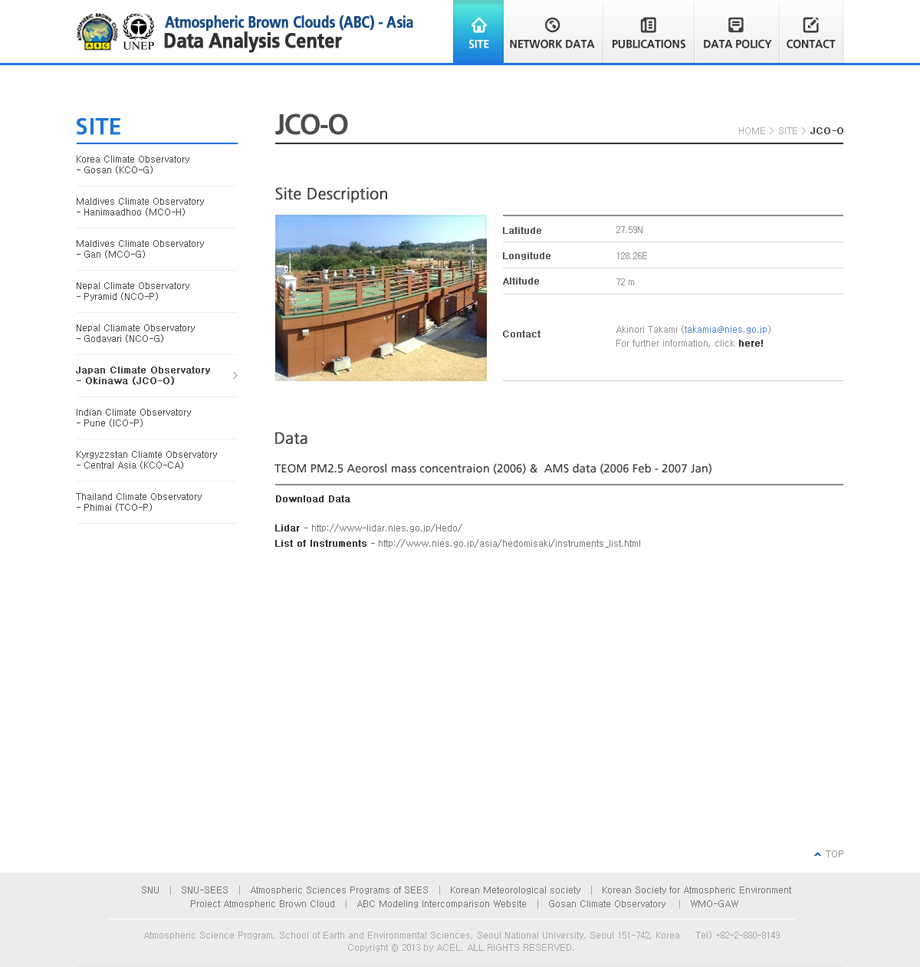 ATMOSPHERIC BROWN CLOUDS
ABC
UNEP
Atmospheric Brown Clouds (ABC) - Asia
Data Analysis Center
SITE
NETWORK DATA
PUBLICATIONS
DATA POLICY
CONTACT
SITE
Korea Climate Observatory
- Gosan (KCO-G)
Maldives Climate Observatory
- Hanimaadhoo (MCO-H)
Maldives Climate Observatory
- Gan (MCO-G)
Nepal Climate Observatory
- Pyramid (NCO-P)
Nepal Cliamate Observatory
- Godavari (NCO-G)
Japan Climate Observatory
- Okinawa (JCO-O)
Indian Climate Observatory
- Pune (ICO-P)
Kyrgyzzstan Cliamte Observatory
- Central Asia (KCO-CA)
Thailand Climate Observatory
- Phimai (TCO-P)
JCO-O
HOME > SITE > JCO-O
Site Description
Latitude 27.59N
Longitude 128.26E
Altitude 72 m
Contact
Akinori Takami (takamia@nies.go.jp)
For further information, click here!
Data
TEOM PM2.5 Aeorosl mass concentraion (2006) & AMS data (2006 Feb - 2007 Jan)
Download Data
Lidar - http://www-lidar.nies.go.jp/Hedo/
List of Instruments - http://www.nies.go.jp/asia/hedomisaki/instruments_list.html
TOP
SNU | SNU-SEES | Atmospheric Sciences Programs of SEES | Korean Meteorological society | Korean Society for Atmospheric Environment
Project Atmospheric Brown Cloud | ABC Modeling Intercomparison Website | Gosan Climate Observatory | WMO-GAW
Atmospheric Science Program, School of Earth and Environmental Sciences, Seoul National University, Seoul 151-742, Korea Tel) +82-2-880-8149
Copyright © 2013 by ACEL. ALL RIGHTS RESERVED.